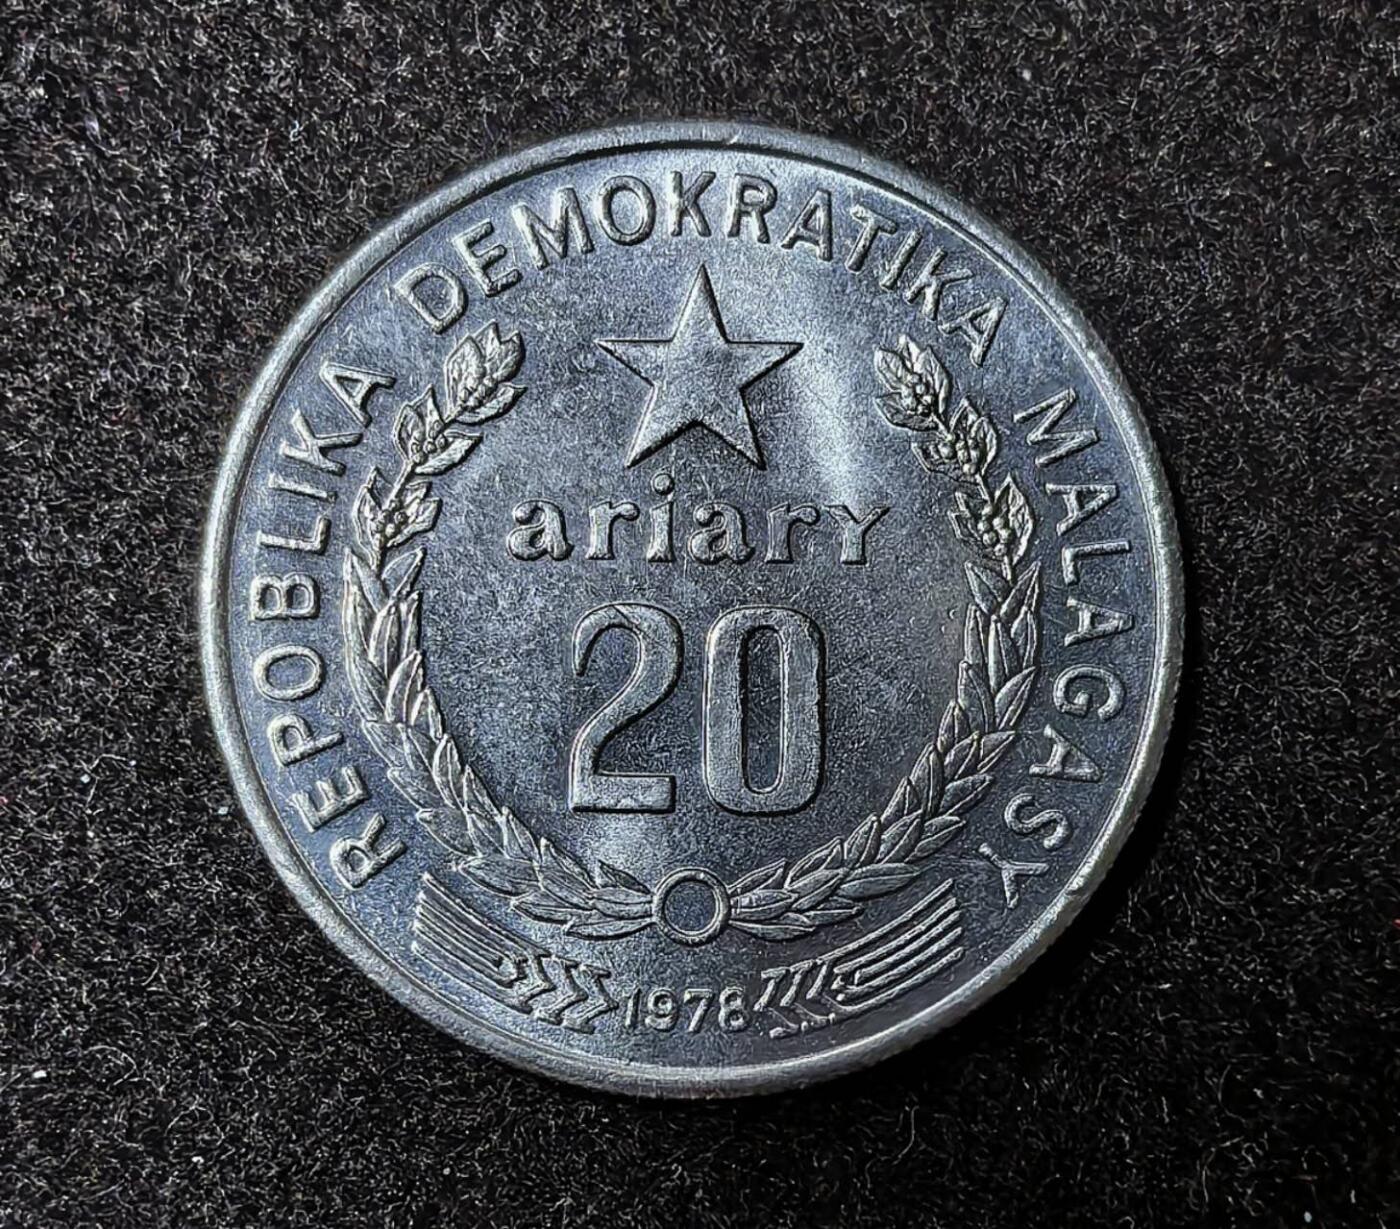 REPOBLIKA DEMOKRATIKA MALAGASY
ariary
20
1978